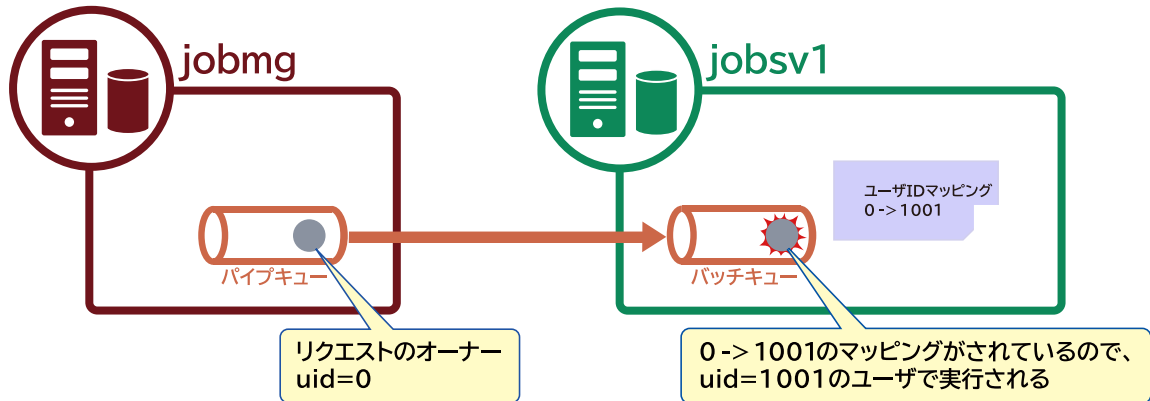 jobmg
jobsv1
ユーザIDマッピング
0->1001
パイプキュー
バッチキュー
リクエストのオーナー
uid=0
0->1001のマッピングがされているので、
uid=1001のユーザで実行される